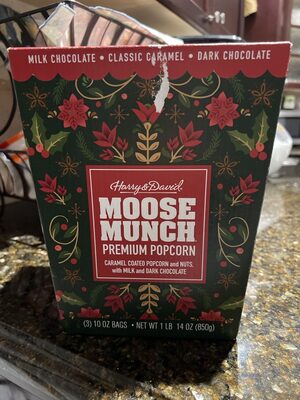 MILK CHOCOLATE • CLASSIC CARAMEL • DARK CHOCOLATE
Harry & David
MOOSE
MUNCH
PREMIUM POPCORN
CARAMEL COATED POPCORN AND NUTS,
with MILK and DARK CHOCOLATE
(3) 10 OZ BAGS • NET WT 1 LB 14 OZ (850g)